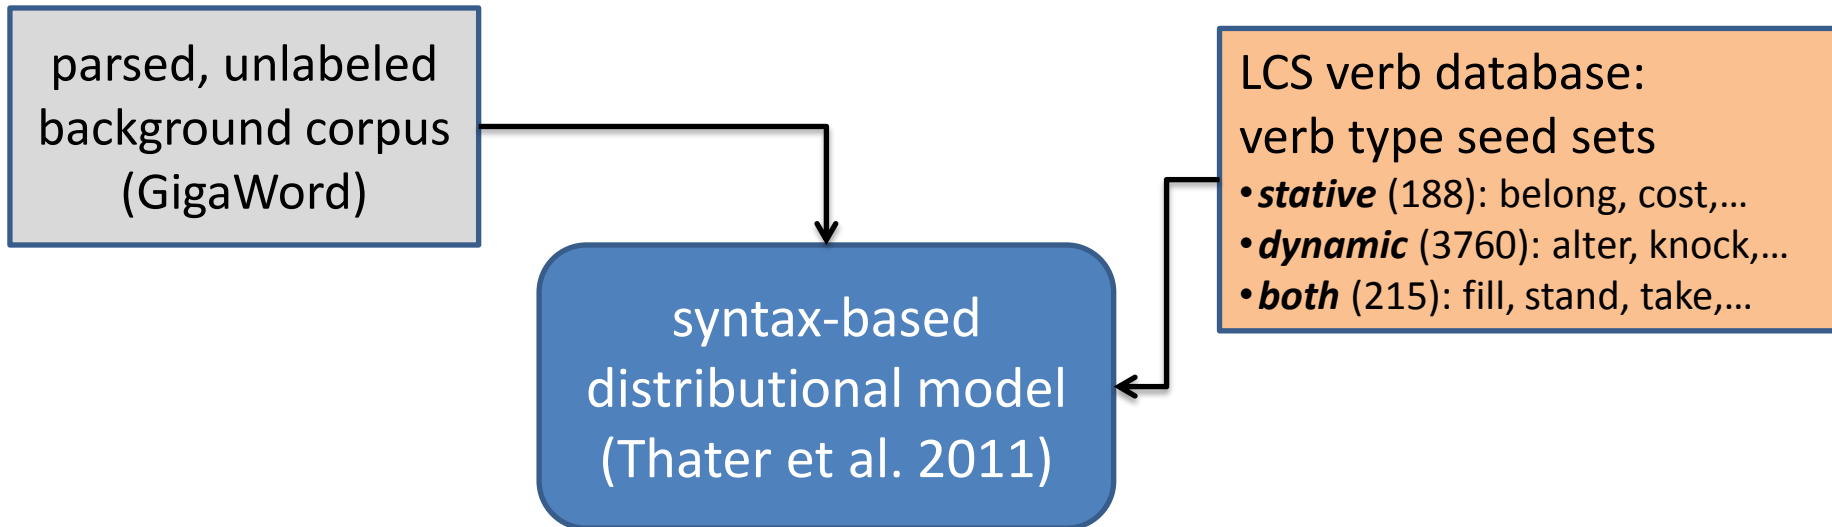 parsed, unlabeled
background corpus
(GigaWord)
LCS verb database:
verb type seed sets
•stative (188): belong, cost,...
•dynamic (3760): alter, knock,...
•both (215): fill, stand, take,...
syntax-based
distributional model
(Thater et al. 2011)